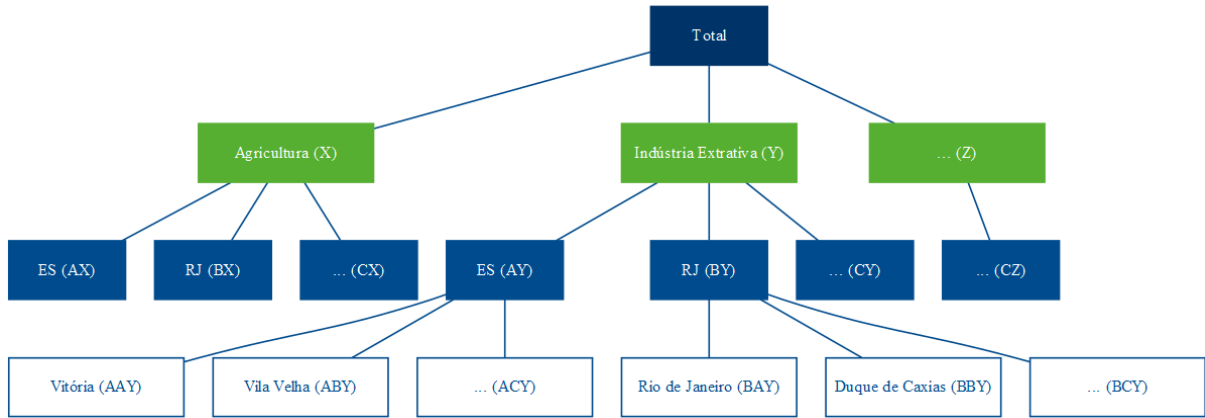 Total
Agricultura (X)
Indústria Extrativa (Y)
... (Z)
ES (AX)
RJ (BX)
... (CX)
ES (AY)
RJ (BY)
... (CY)
... (CZ)
Vitória (AAY)
Vila Velha (ABY)
... (ACY)
Rio de Janeiro (BAY)
Duque de Caxias (BBY)
... (BCY)